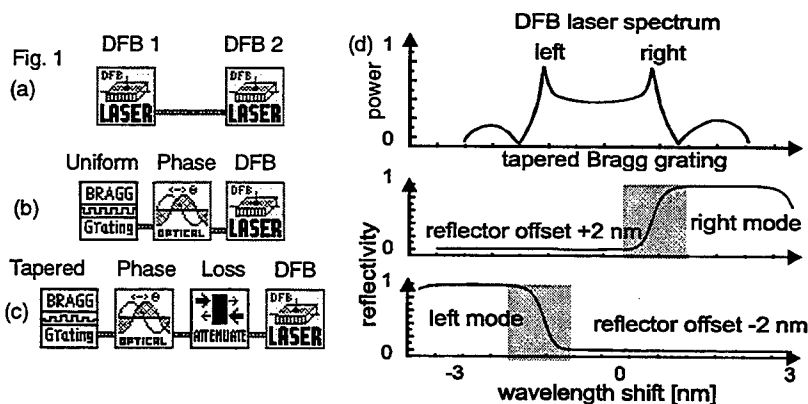 Fig. 1
DFB 1 DFB 2
(a)
DFB DFB
LASER LASER
Uniform Phase DFB
(b)
BRAGG
Grating
<-> Θ
OPTICAL
DFB
LASER
Tapered Phase Loss DFB
(c)
BRAGG
Grating
<-> Θ
OPTICAL
ATTENUATE
DFB
LASER
(d) DFB laser spectrum
left right
1
power
0
tapered Bragg grating
1
reflector offset +2 nm right mode
0
reflectivity
1
left mode reflector offset -2 nm
0
-3 0 3
wavelength shift [nm]